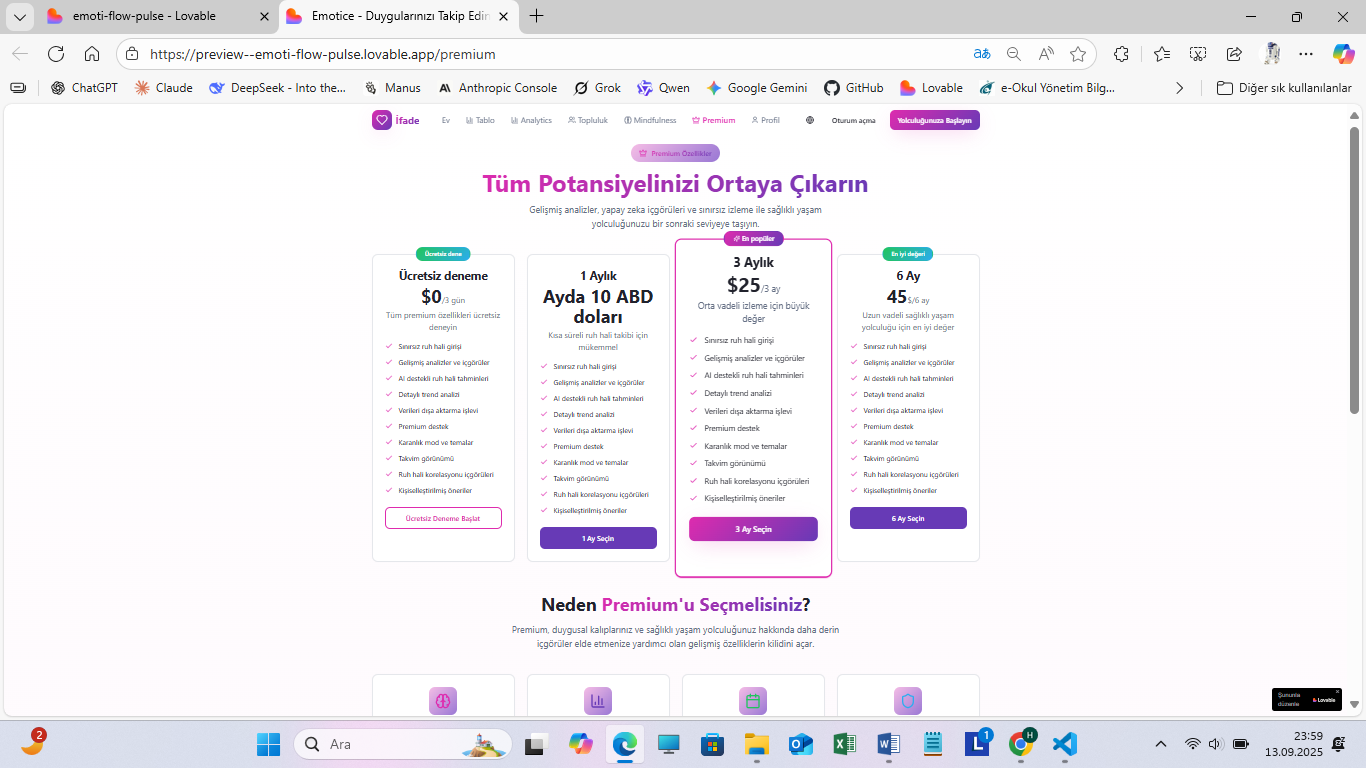 emoti-flow-pulse - Lovable
Emotice - Duygularınızı Takip Edin
https://preview--emoti-flow-pulse.lovable.app/premium
ChatGPT
Claude
DeepSeek - Into the...
Manus
Anthropic Console
Grok
Qwen
Google Gemini
GitHub
Lovable
e-Okul Yönetim Bilg...
Diğer sık kullanılanlar
İfade
Ev
Tablo
Analytics
Topluluk
Mindfulness
Premium
Profil
Oturum açma
Yolculuğunuza Başlayın
Premium Özellikler
Tüm Potansiyelinizi Ortaya Çıkarın
Gelişmiş analizler, yapay zeka içgörüleri ve sınırsız izleme ile sağlıklı yaşam
yolculuğunuzu bir sonraki seviyeye taşıyın.
Ücretsiz dene
Ücretsiz deneme
$0/3 gün
Tüm premium özellikleri ücretsiz
deneyin
Sınırsız ruh hali girişi
Gelişmiş analizler ve içgörüler
AI destekli ruh hali tahminleri
Detaylı trend analizi
Verileri dışa aktarma işlevi
Premium destek
Karanlık mod ve temalar
Takvim görünümü
Ruh hali korelasyonu içgörüleri
Kişiselleştirilmiş öneriler
Ücretsiz Deneme Başlat
1 Aylık
Ayda 10 ABD
doları
Kısa süreli ruh hali takibi için
mükemmel
Sınırsız ruh hali girişi
Gelişmiş analizler ve içgörüler
AI destekli ruh hali tahminleri
Detaylı trend analizi
Verileri dışa aktarma işlevi
Premium destek
Karanlık mod ve temalar
Takvim görünümü
Ruh hali korelasyonu içgörüleri
Kişiselleştirilmiş öneriler
1 Ay Seçin
En popüler
3 Aylık
$25/3 ay
Orta vadeli izleme için büyük
değer
Sınırsız ruh hali girişi
Gelişmiş analizler ve içgörüler
AI destekli ruh hali tahminleri
Detaylı trend analizi
Verileri dışa aktarma işlevi
Premium destek
Karanlık mod ve temalar
Takvim görünümü
Ruh hali korelasyonu içgörüleri
Kişiselleştirilmiş öneriler
3 Ay Seçin
En iyi değeri
6 Ay
45$/6 ay
Uzun vadeli sağlıklı yaşam
yolculuğu için en iyi değer
Sınırsız ruh hali girişi
Gelişmiş analizler ve içgörüler
AI destekli ruh hali tahminleri
Detaylı trend analizi
Verileri dışa aktarma işlevi
Premium destek
Karanlık mod ve temalar
Takvim görünümü
Ruh hali korelasyonu içgörüleri
Kişiselleştirilmiş öneriler
6 Ay Seçin
Neden Premium'u Seçmelisiniz?
Premium, duygusal kalıplarınız ve sağlıklı yaşam yolculuğunuz hakkında daha derin
içgörüler elde etmenize yardımcı olan gelişmiş özelliklerin kilidini açar.
Şununla
düzenle
Lovable
2
Ara
1
H
23:59
13.09.2025